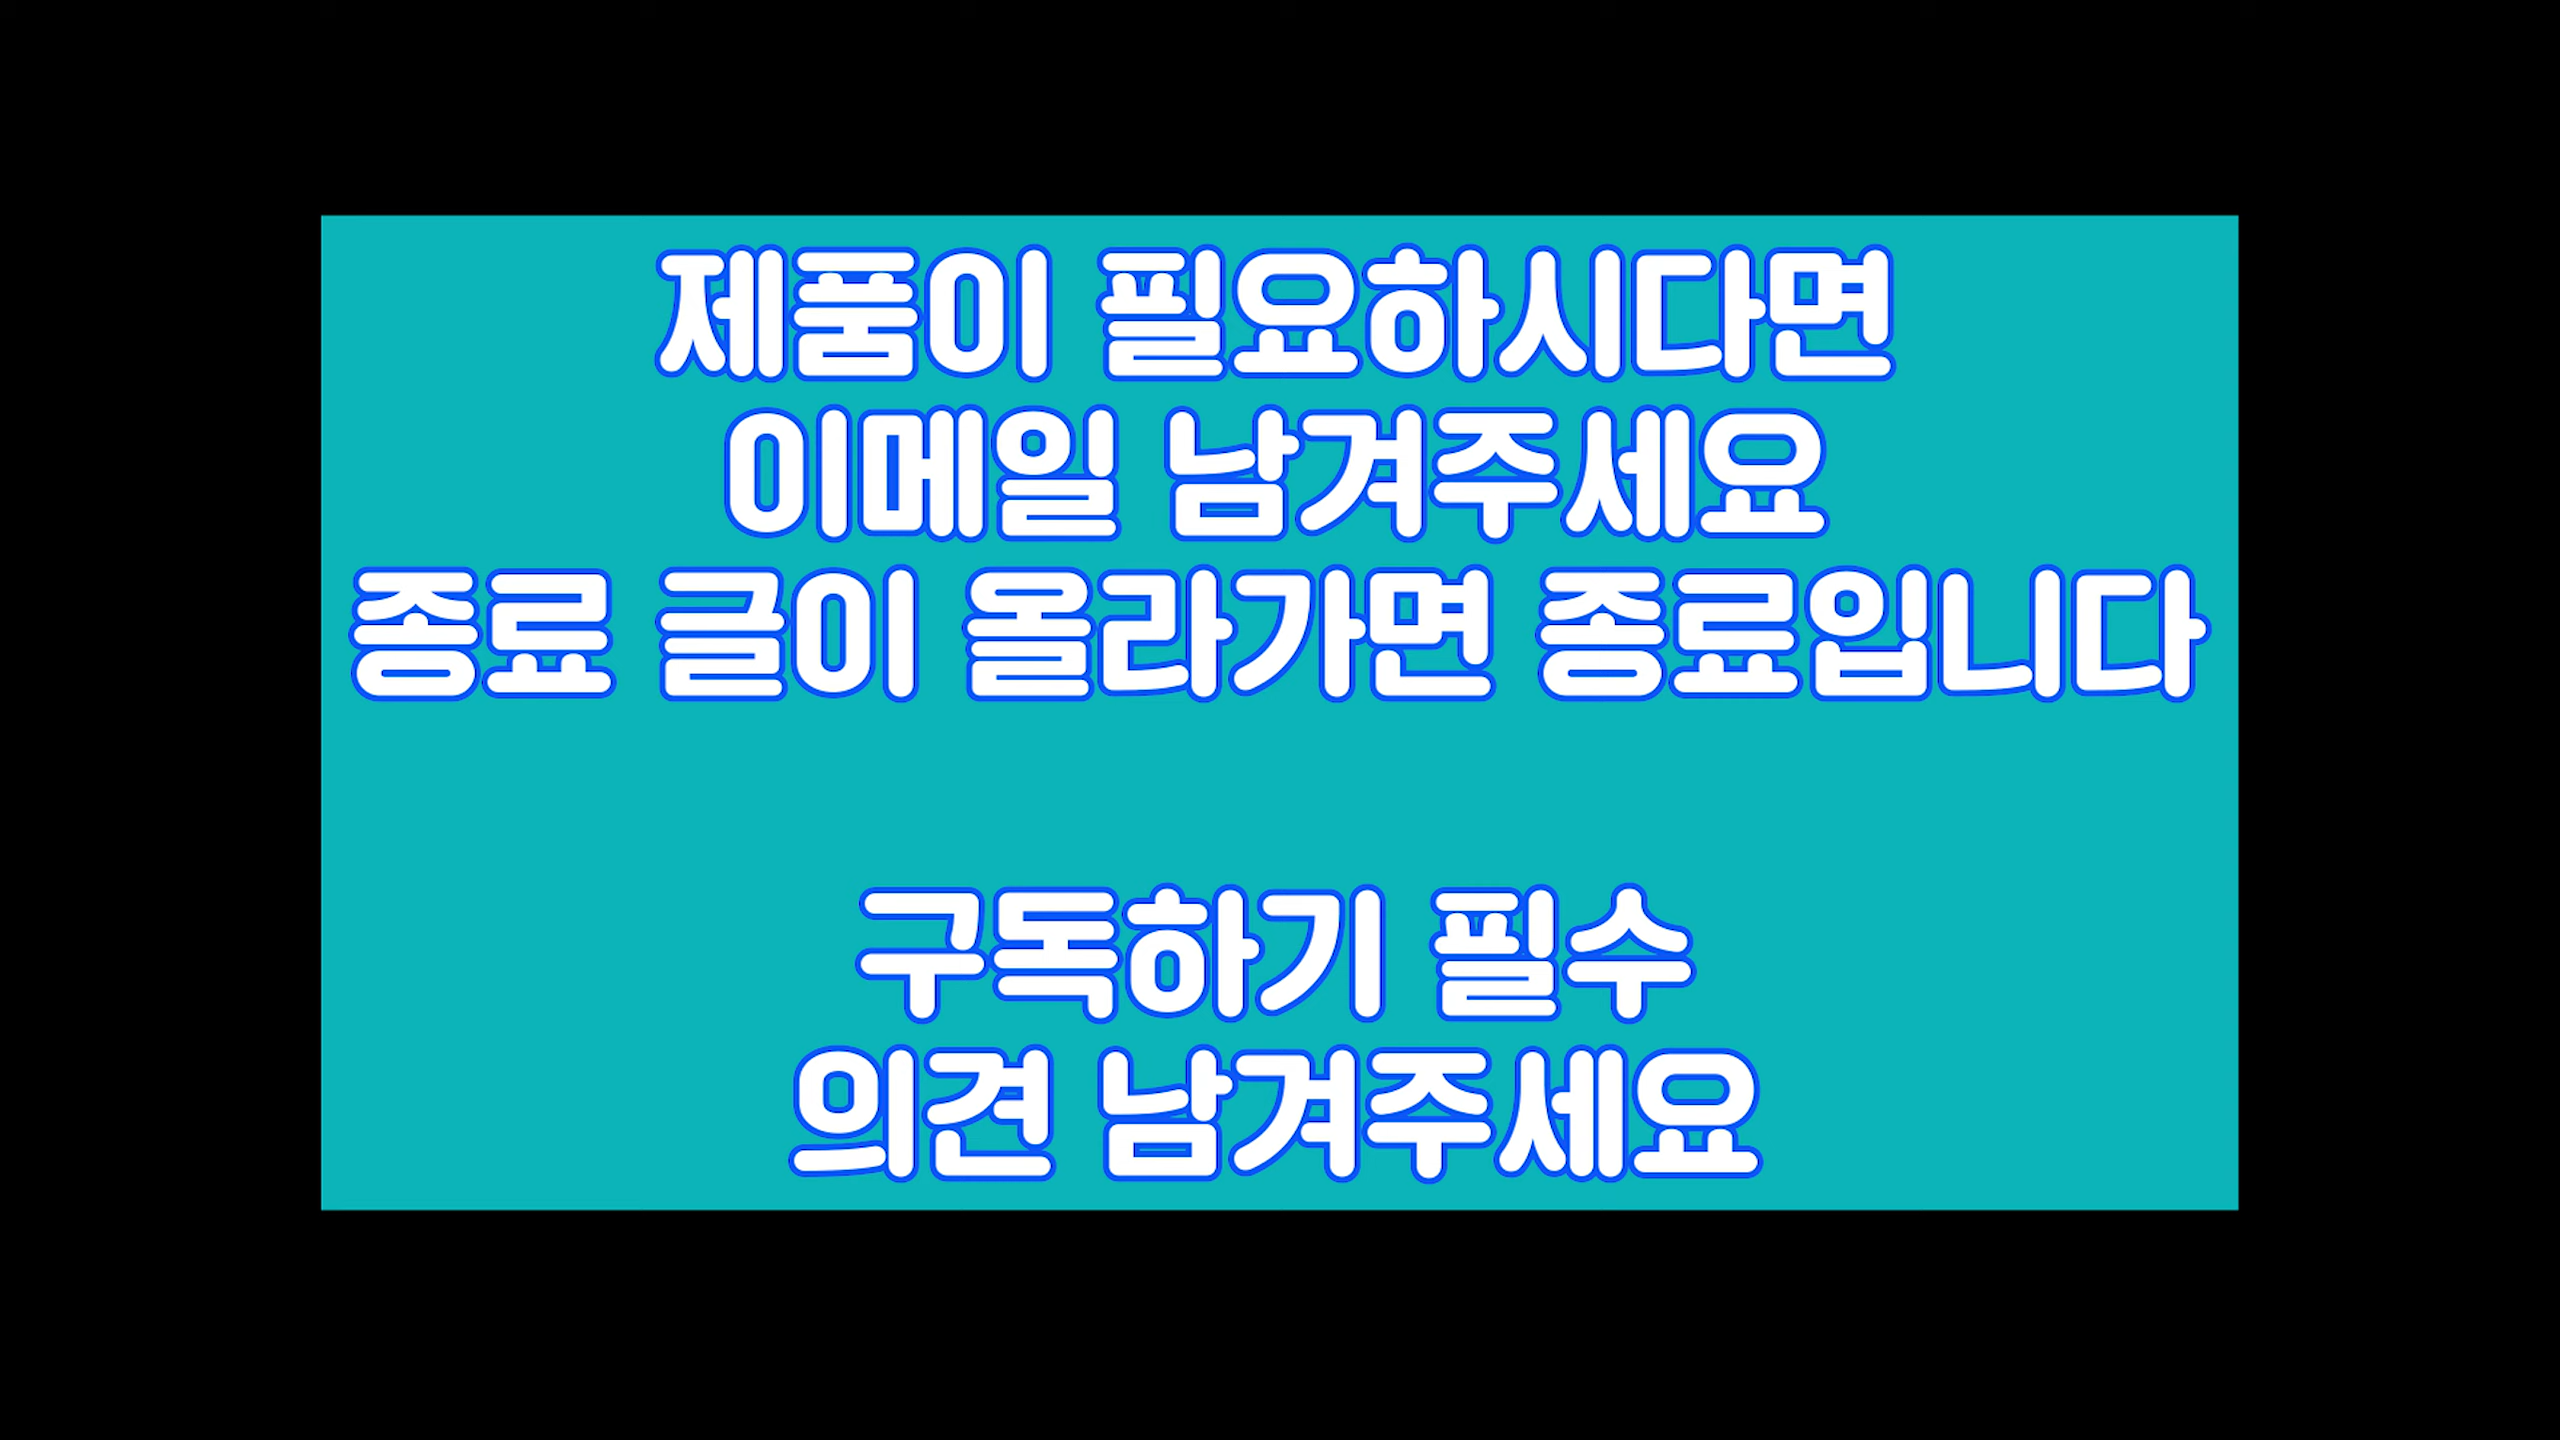 제품이 필요하시다면
이메일 남겨주세요
종료 글이 올라가면 종료입니다
구독하기 필수
의견 남겨주세요